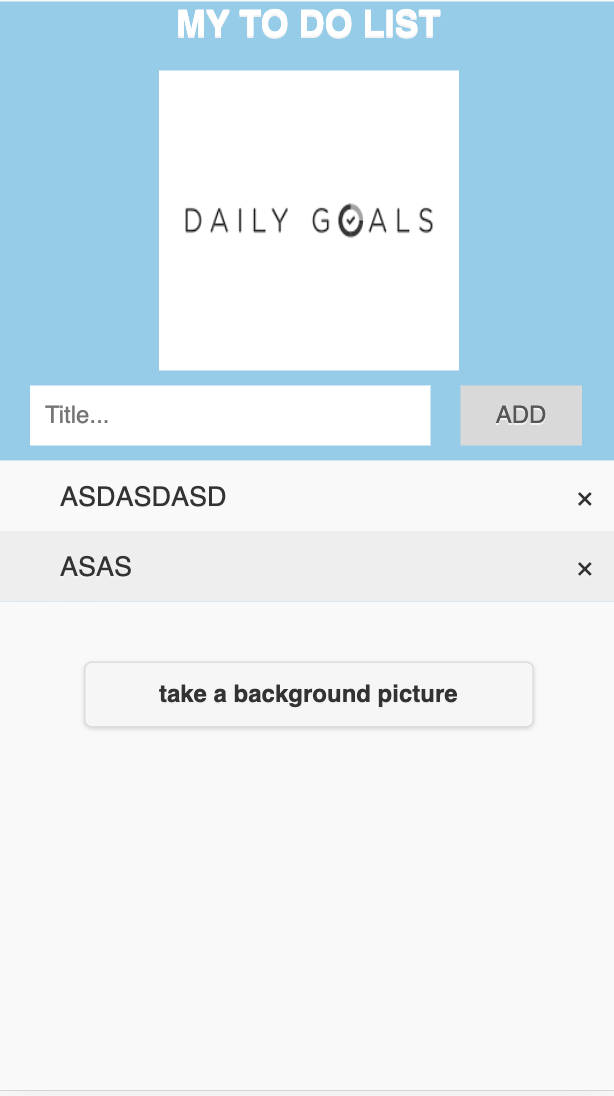 MY TO DO LIST
DAILY GOALS
Title...
ADD
ASDASDASD
×
ASAS
×
take a background picture